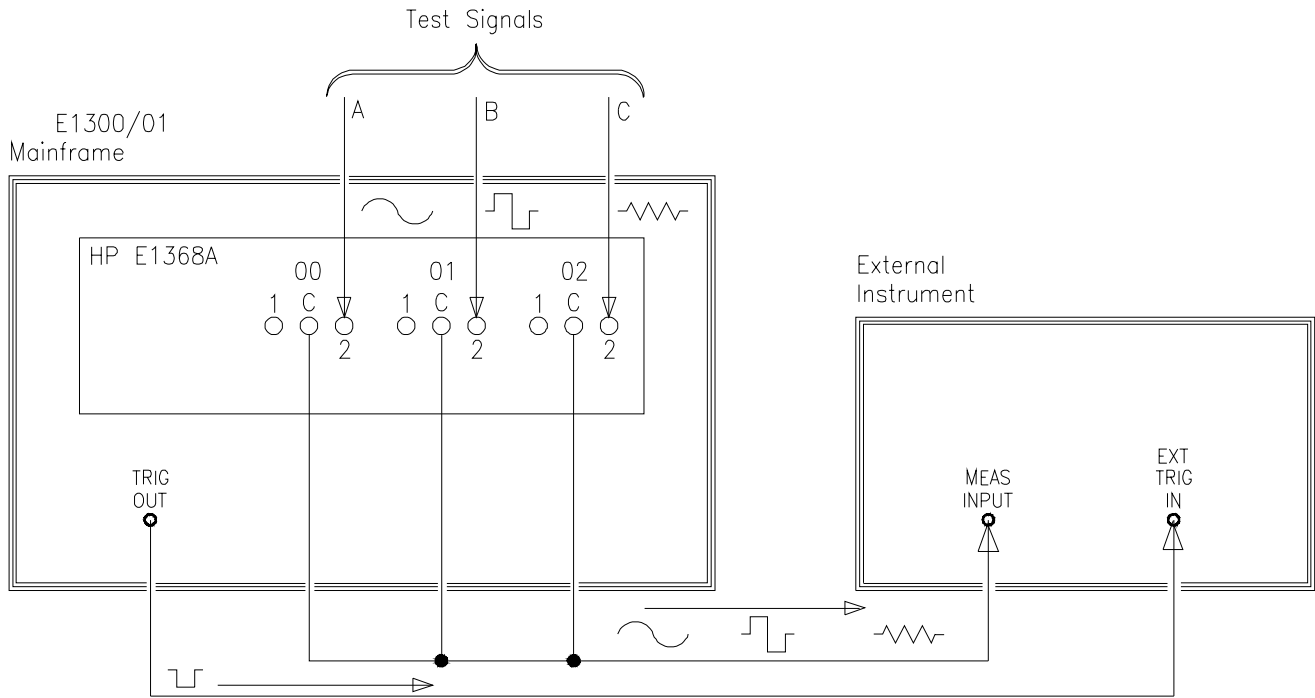 Test Signals
A
B
C
E1300/01
Mainframe
HP E1368A
00
01
02
1 C
1 C
1 C
2
2
2
External
Instrument
TRIG
OUT
MEAS
INPUT
EXT
TRIG
IN